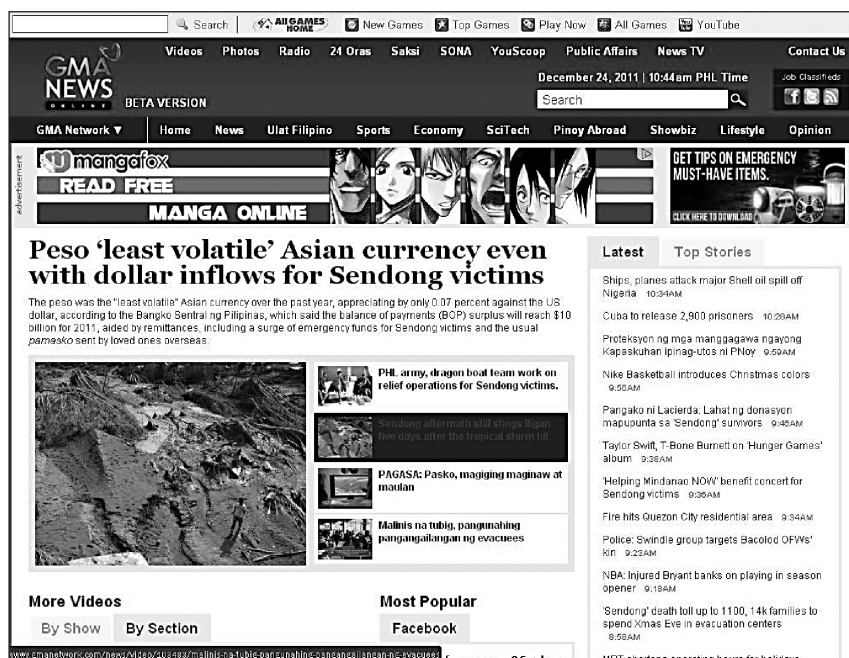 Search
All GAMES HOME
New Games
Top Games
Play Now
All Games
YouTube
GMA
NEWS
ONLINE
BETA VERSION
Videos Photos Radio 24 Oras Saksi SONA YouScoop Public Affairs News TV Contact Us
December 24, 2011 | 10:44am PHL Time
Job Classifieds
Search
GMA Network ▼ Home News Ulat Filipino Sports Economy SciTech Pinoy Abroad Showbiz Lifestyle Opinion
advertisement
mangafox
READ FREE
MANGA ONLINE
GET TIPS ON EMERGENCY
MUST-HAVE ITEMS.
CLICK HERE TO DOWNLOAD
Peso ‘least volatile’ Asian currency even
with dollar inflows for Sendong victims
The peso was the "least volatile" Asian currency over the past year, appreciating by only 0.07 percent against the US
dollar, according to the Bangko Sentral ng Pilipinas, which said the balance of payments (BOP) surplus will reach $10
billion for 2011, aided by remittances, including a surge of emergency funds for Sendong victims and the usual
pamasko sent by loved ones overseas.
PHL army, dragon boat team work on
relief operations for Sendong victims.
Sendong aftermath still stings Iligan
five days after the tropical storm hit
PAGASA: Pasko, magiging maginaw at
maulan
Malinis na tubig, pangunahing
pangangailangan ng evacuees
Latest Top Stories
Ships, planes attack major Shell oil spill off
Nigeria 10:34AM
Cuba to release 2,900 prisoners 10:28AM
Proteksyon ng mga manggagawa ngayong
Kapaskuhan ipinag-utos ni PNoy 9:59AM
Nike Basketball introduces Christmas colors
9:56AM
Pangako ni Lacierda: Lahat ng donasyon
mapupunta sa 'Sendong' survivors 9:45AM
Taylor Swift, T-Bone Burnett on 'Hunger Games'
album 9:38AM
'Helping Mindanao NOW' benefit concert for
Sendong victims 9:36AM
Fire hits Quezon City residential area 9:34AM
Police: Swindle group targets Bacolod OFWs'
kin 9:23AM
NBA: Injured Bryant banks on playing in season
opener 9:18AM
'Sendong' death toll up to 1100, 14k families to
spend Xmas Eve in evacuation centers
8:58AM
More Videos
By Show By Section
Most Popular
Facebook
www.gmanetwork.com/news/video/103483/malinis-na-tubig-pangunahing-pangangailangan-ng-evacuees